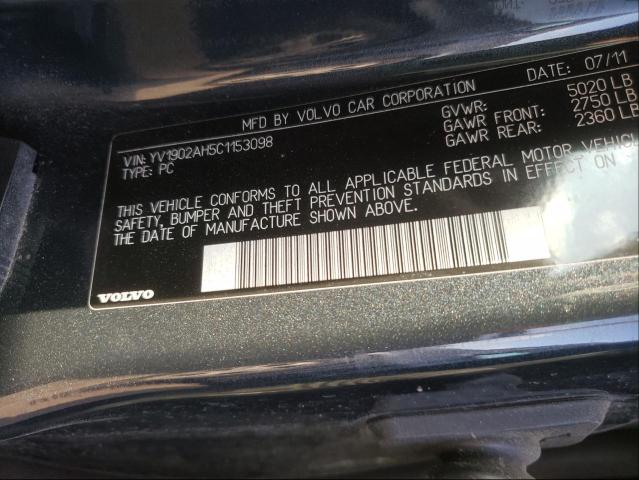 MFD BY VOLVO CAR CORPORATION DATE: 07/11
VIN: YV1902AH5C1153098 GVWR: 5020 LB
TYPE: PC GAWR FRONT: 2750 LB
GAWR REAR: 2360 LB
THIS VEHICLE CONFORMS TO ALL APPLICABLE FEDERAL MOTOR VEHICLE
SAFETY, BUMPER AND THEFT PREVENTION STANDARDS IN EFFECT ON
THE DATE OF MANUFACTURE SHOWN ABOVE.
VOLVO